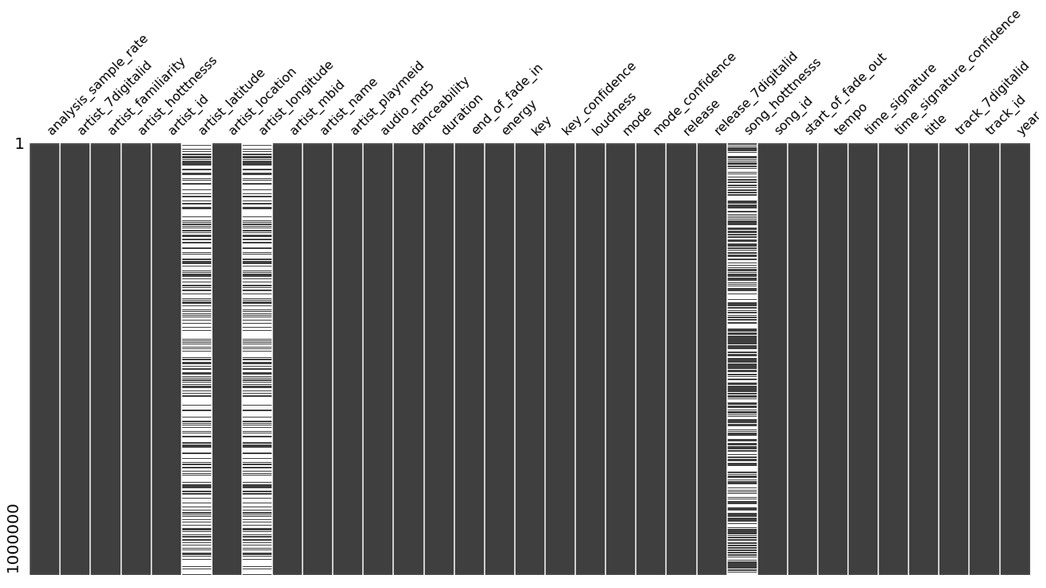 analysis_sample_rate
artist_7digitalid
artist_familiarity
artist_hotttnesss
artist_id
artist_latitude
artist_location
artist_longitude
artist_mbid
artist_name
artist_playmeid
audio_md5
danceability
duration
end_of_fade_in
energy
key
key_confidence
loudness
mode
mode_confidence
release
release_7digitalid
song_hotttnesss
song_id
start_of_fade_out
tempo
time_signature
time_signature_confidence
title
track_7digitalid
track_id
year
1
1000000